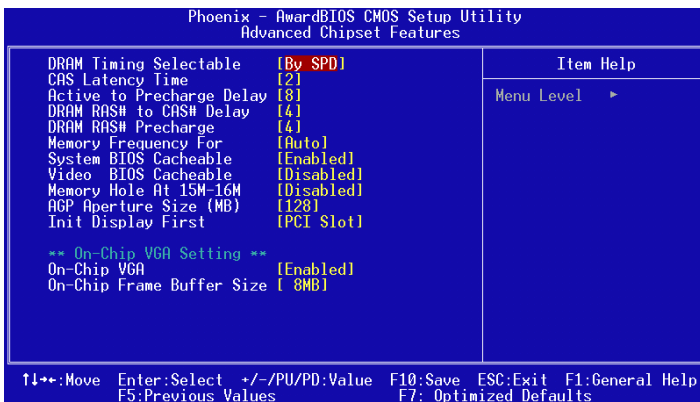 Phoenix - AwardBIOS CMOS Setup Utility
Advanced Chipset Features
DRAM Timing Selectable [By SPD]
CAS Latency Time [2]
Active to Precharge Delay [8]
DRAM RAS# to CAS# Delay [4]
DRAM RAS# Precharge [4]
Memory Frequency For [Auto]
System BIOS Cacheable [Enabled]
Video BIOS Cacheable [Disabled]
Memory Hole At 15M-16M [Disabled]
AGP Aperture Size (MB) [128]
Init Display First [PCI Slot]
** On-Chip VGA Setting **
On-Chip VGA [Enabled]
On-Chip Frame Buffer Size [ 8MB]
Item Help
Menu Level ►
↑↓→←:Move Enter:Select +/-/PU/PD:Value F10:Save ESC:Exit F1:General Help
F5:Previous Values F7: Optimized Defaults